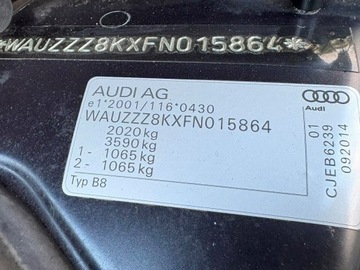 *WAUZZZ8KXFN015864*
AUDI AG
e1*2001/116*0430
WAUZZZ8KXFN015864
2020kg
3590kg
1- 1065kg
2- 1065kg
Typ B8
Audi
01
CJEB6239
092014